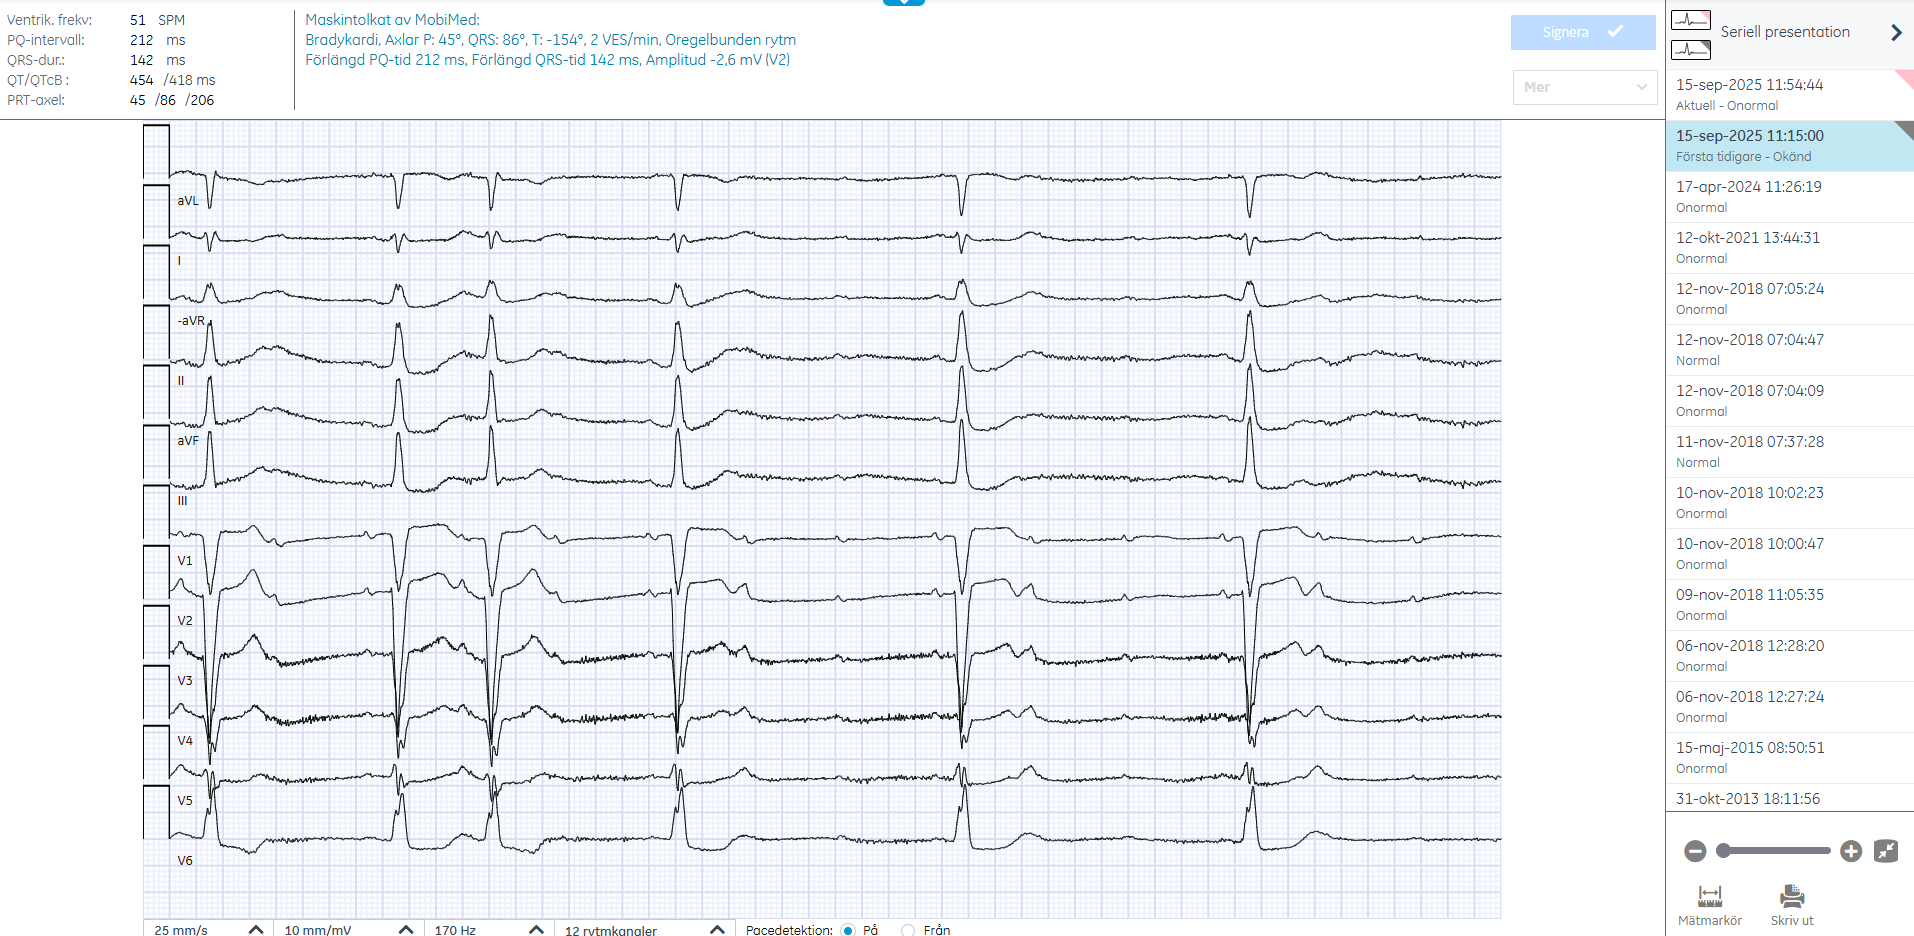 Ventrik. frekv: 51 SPM
PQ-intervall: 212 ms
QRS-dur.: 142 ms
QT/QTcB : 454 /418 ms
PRT-axel: 45 /86 /206
Maskintolkat av MobiMed:
Bradykardi, Axlar P: 45°, QRS: 86°, T: -154°, 2 VES/min, Oregelbunden rytm
Förlängd PQ-tid 212 ms, Förlängd QRS-tid 142 ms, Amplitud -2,6 mV (V2)
Signera
Mer
aVL
I
-aVR
II
aVF
III
V1
V2
V3
V4
V5
V6
25 mm/s
10 mm/mV
170 Hz
12 rytmkanaler
Pacedetektion: På Från
Seriell presentation
15-sep-2025 11:54:44
Aktuell - Onormal
15-sep-2025 11:15:00
Första tidigare - Okänd
17-apr-2024 11:26:19
Onormal
12-okt-2021 13:44:31
Onormal
12-nov-2018 07:05:24
Onormal
12-nov-2018 07:04:47
Normal
12-nov-2018 07:04:09
Onormal
11-nov-2018 07:37:28
Normal
10-nov-2018 10:02:23
Onormal
10-nov-2018 10:00:47
Onormal
09-nov-2018 11:05:35
Onormal
06-nov-2018 12:28:20
Onormal
06-nov-2018 12:27:24
Onormal
15-maj-2015 08:50:51
Onormal
31-okt-2013 18:11:56
Mätmarkör
Skriv ut